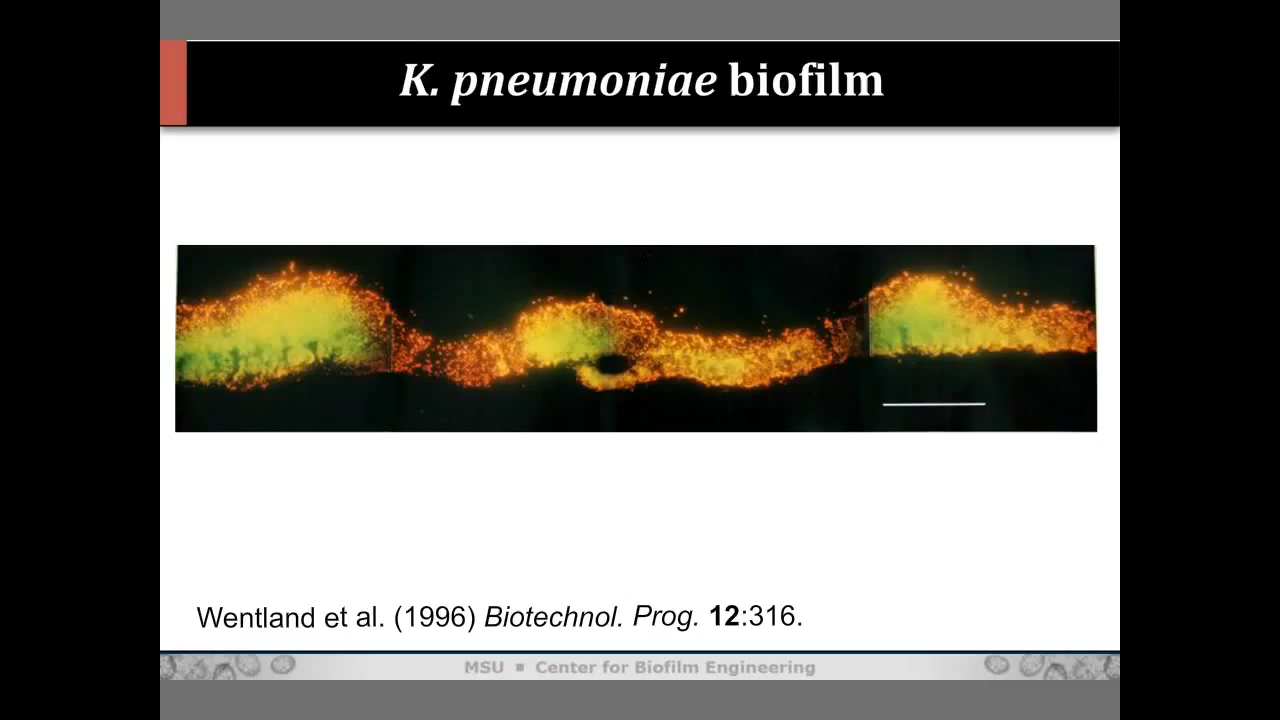 K. pneumoniae biofilm
Wentland et al. (1996) Biotechnol. Prog. 12:316.
MSU ■ Center for Biofilm Engineering